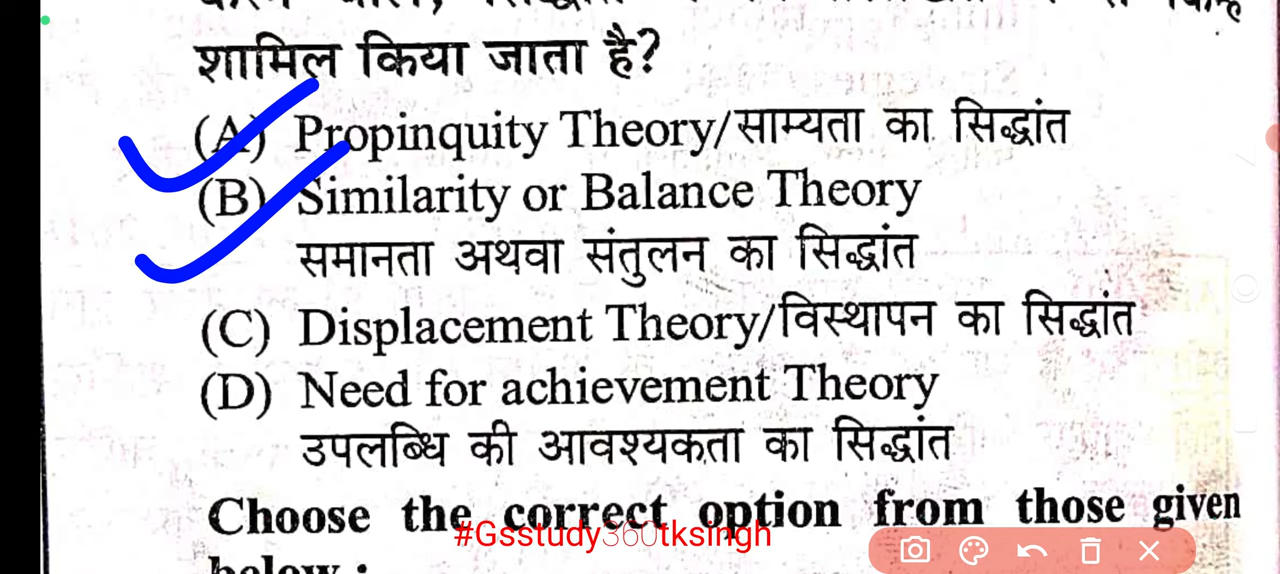 शामिल किया जाता है?
(A) Propinquity Theory/साम्यता का सिद्धांत
(B) Similarity or Balance Theory
समानता अथवा संतुलन का सिद्धांत
(C) Displacement Theory/विस्थापन का सिद्धांत
(D) Need for achievement Theory
उपलब्धि की आवश्यकता का सिद्धांत
Choose the correct option from those given
#Gsstudy360tksingh
below :